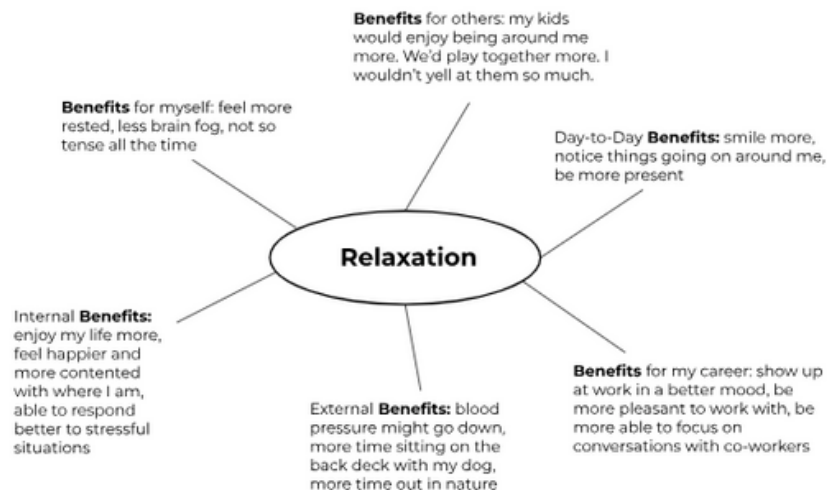 Benefits for others: my kids
would enjoy being around me
more. We'd play together more. I
wouldn't yell at them so much.
Benefits for myself: feel more
rested, less brain fog, not so
tense all the time
Day-to-Day Benefits: smile more,
notice things going on around me,
be more present
Relaxation
Internal Benefits:
enjoy my life more,
feel happier and
more contented
with where I am,
able to respond
better to stressful
situations
External Benefits: blood
pressure might go down,
more time sitting on the
back deck with my dog,
more time out in nature
Benefits for my career: show up
at work in a better mood, be
more pleasant to work with, be
more able to focus on
conversations with co-workers